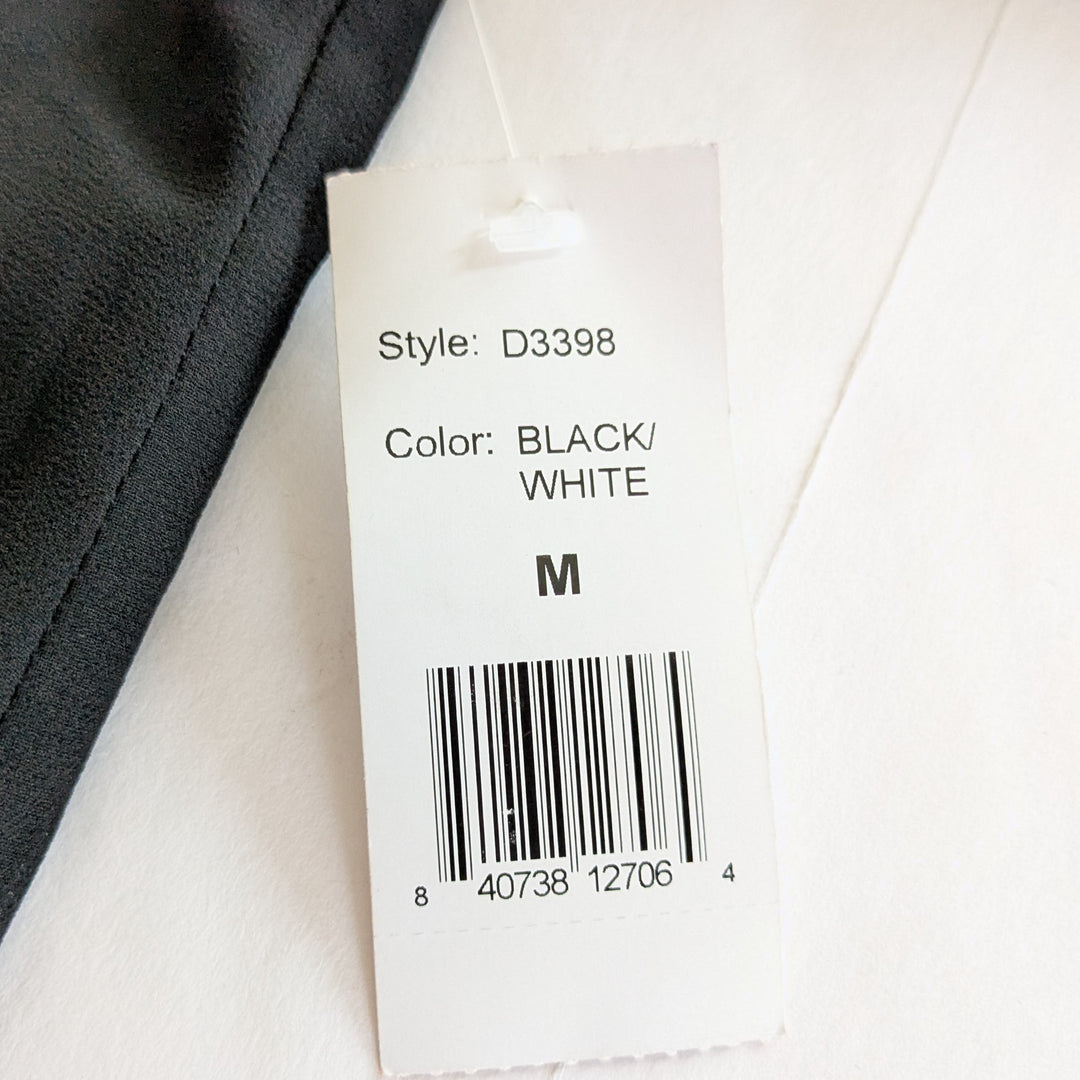 Style: D3398
Color: BLACK/
WHITE
M
8 40738 12706 4